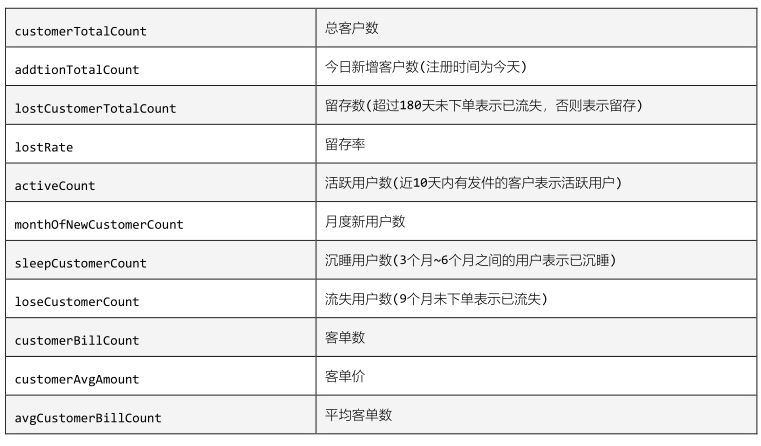 customerTotalCount 总客户数
addtionTotalCount 今日新增客户数(注册时间为今天)
lostCustomerTotalCount 留存数(超过180天未下单表示已流失，否则表示留存)
lostRate 留存率
activeCount 活跃用户数(近10天内有发件的客户表示活跃用户)
monthOfNewCustomerCount 月度新用户数
sleepCustomerCount 沉睡用户数(3个月~6个月之间的用户表示已沉睡)
loseCustomerCount 流失用户数(9个月未下单表示已流失)
customerBillCount 客单数
customerAvgAmount 客单价
avgCustomerBillCount 平均客单数